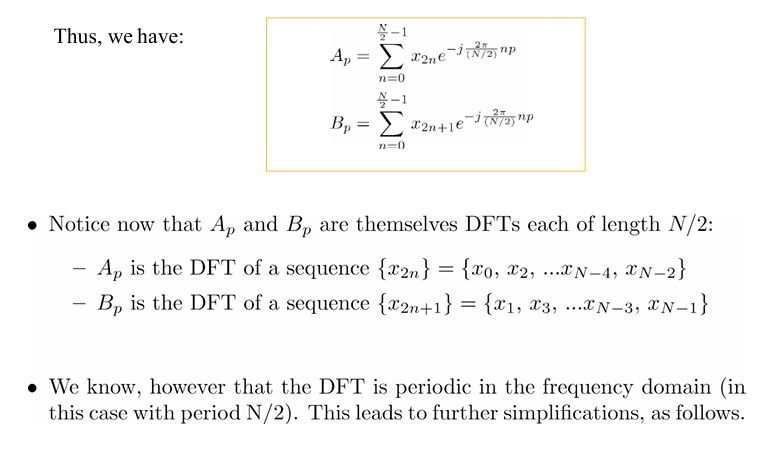 Thus, we have:
A_p = \sum_{n=0}^{\frac{N}{2}-1} x_{2n} e^{-j\frac{2\pi}{(N/2)}np}
B_p = \sum_{n=0}^{\frac{N}{2}-1} x_{2n+1} e^{-j\frac{2\pi}{(N/2)}np}
• Notice now that A_p and B_p are themselves DFTs each of length N/2:
– A_p is the DFT of a sequence {x_{2n}} = {x_0, x_2, ...x_{N−4}, x_{N−2}}
– B_p is the DFT of a sequence {x_{2n+1}} = {x_1, x_3, ...x_{N−3}, x_{N−1}}
• We know, however that the DFT is periodic in the frequency domain (in
this case with period N/2). This leads to further simplifications, as follows.